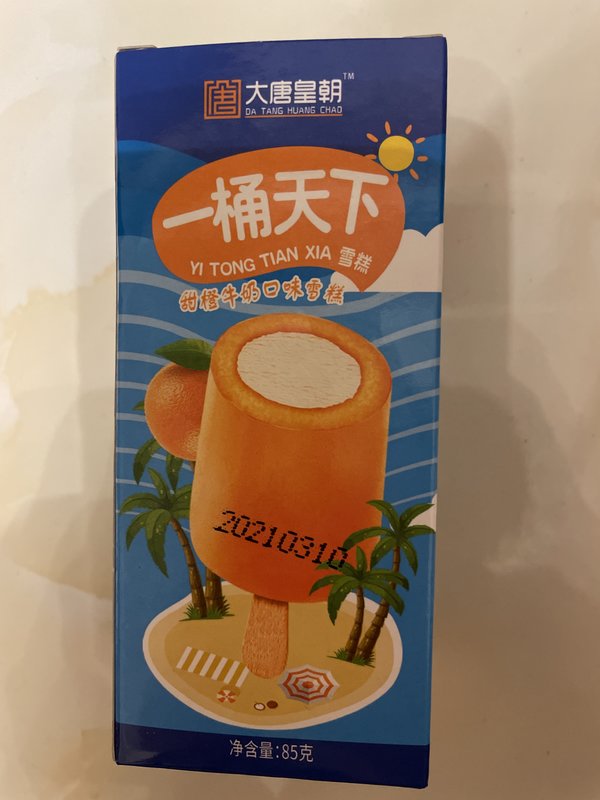 唐 大唐皇朝™
DA TANG HUANG CHAO
一桶天下
YI TONG TIAN XIA 雪糕
甜橙牛奶口味雪糕
20210310
净含量:85克